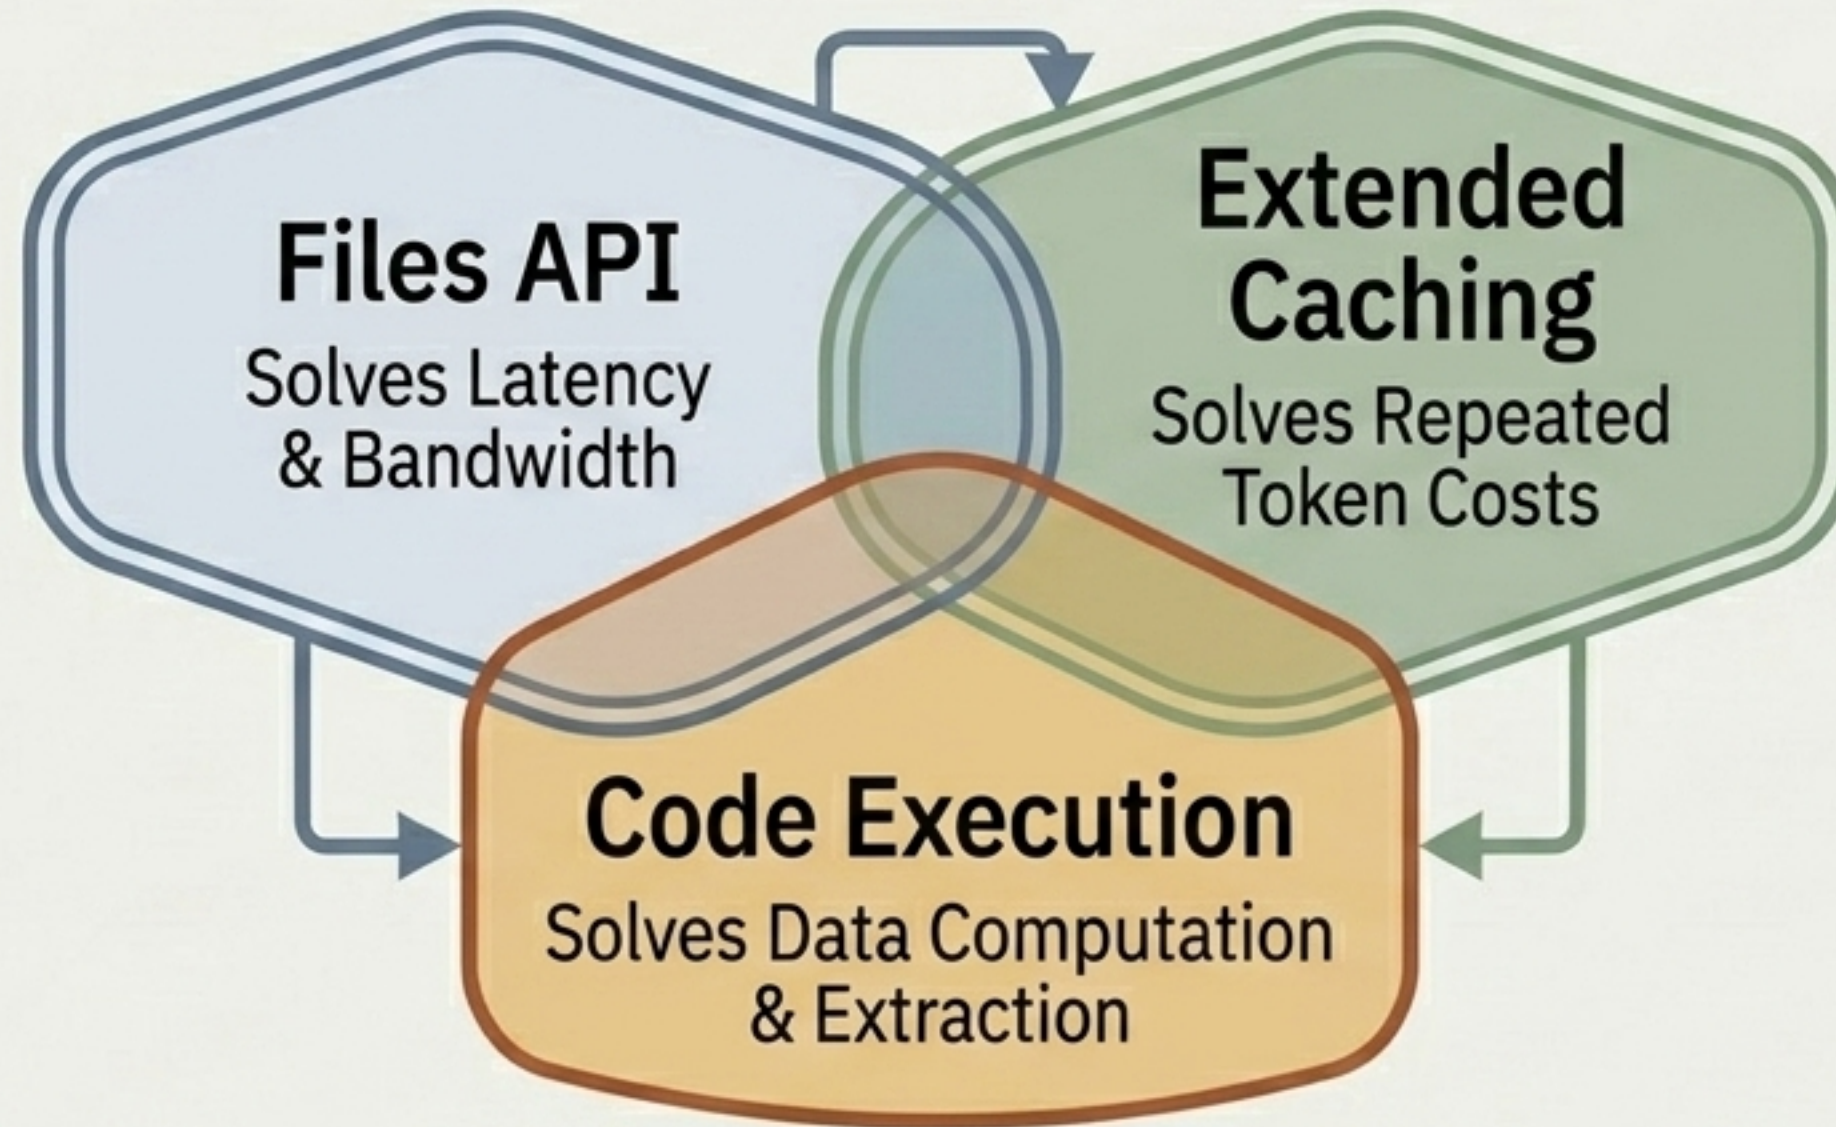 Files API
Solves Latency
& Bandwidth
Extended
Caching
Solves Repeated
Token Costs
Code Execution
Solves Data Computation
& Extraction